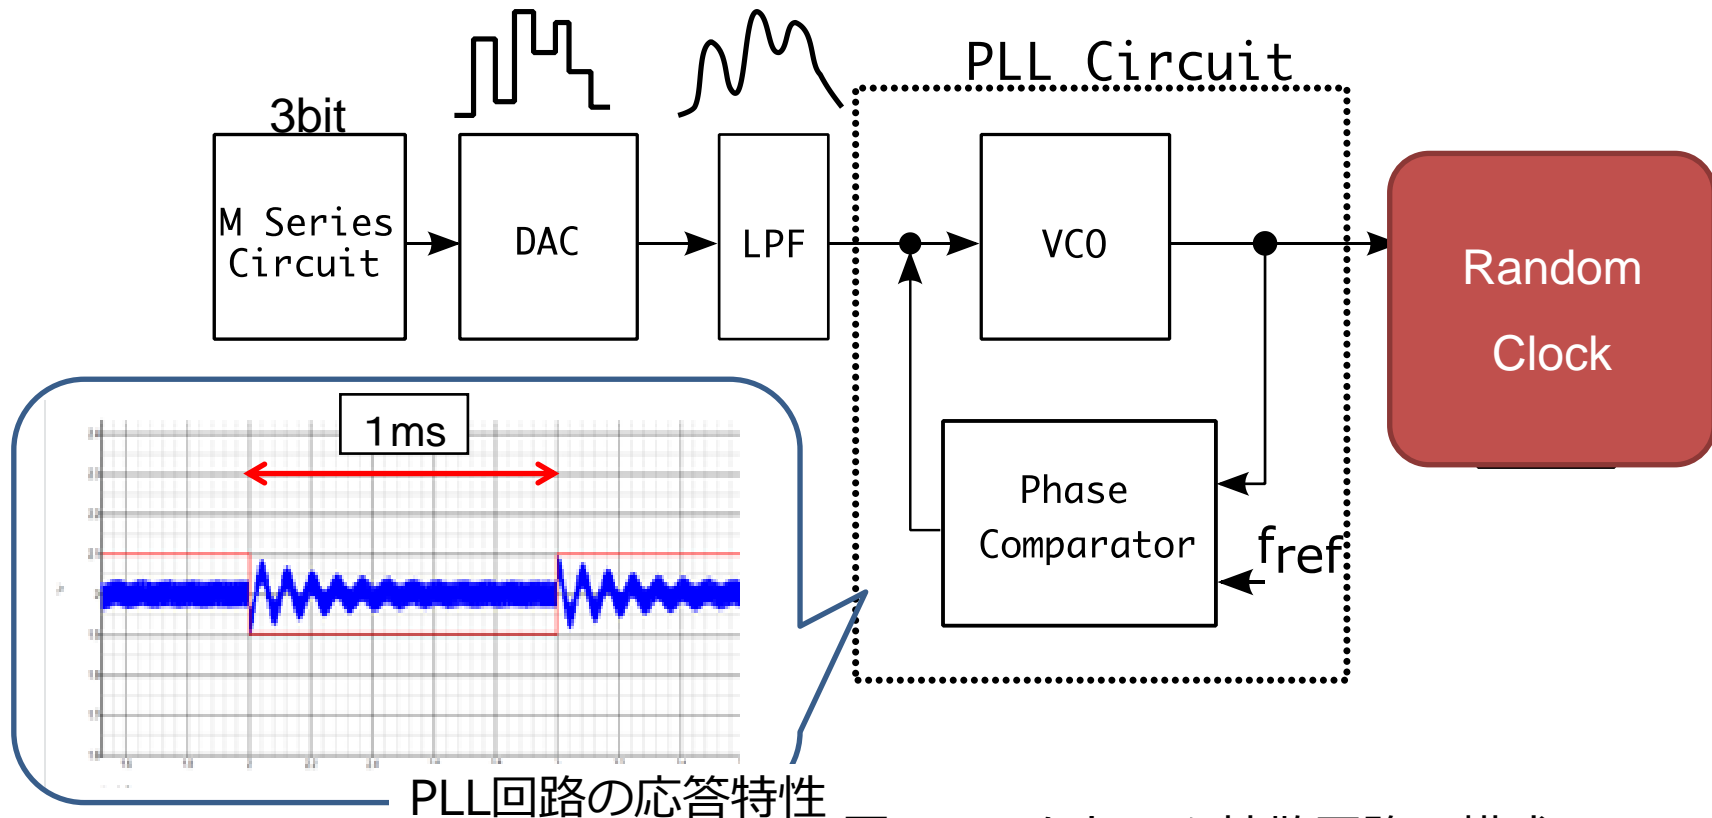 PLL Circuit
3bit
M Series
Circuit
DAC
LPF
VCO
Random
Clock
1ms
Phase
Comparator
fref
PLL回路の応答特性